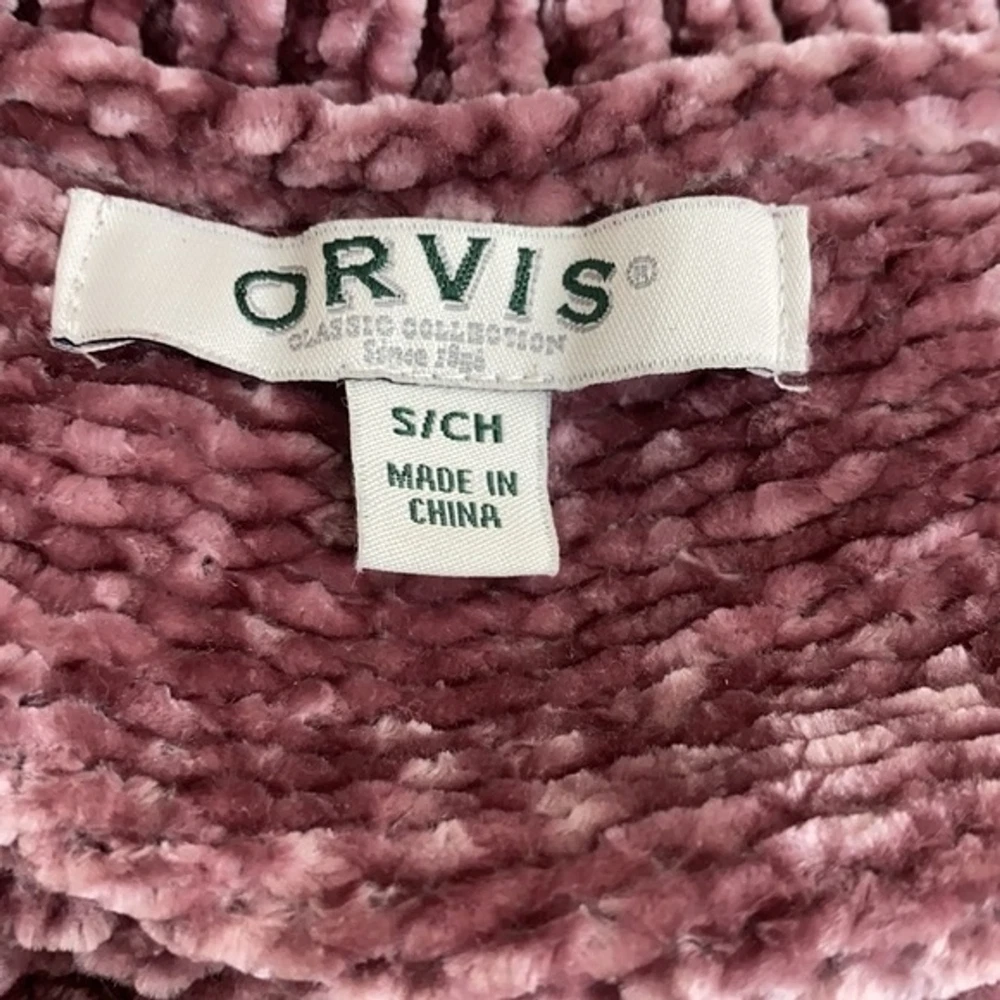 ORVIS®
CLASSIC COLLECTION
Since 1856
S/CH
MADE IN
CHINA